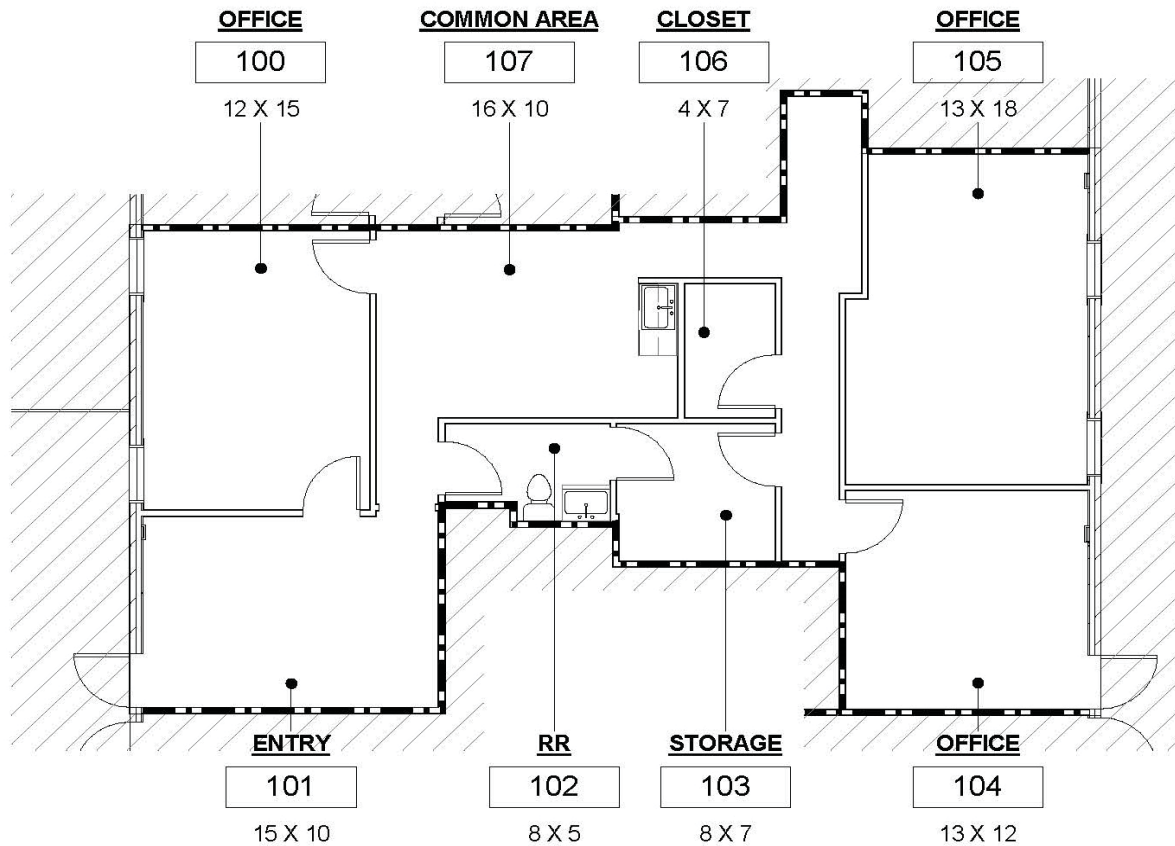 OFFICE
100
12 X 15
COMMON AREA
107
16 X 10
CLOSET
106
4 X 7
OFFICE
105
13 X 18
ENTRY
101
15 X 10
RR
102
8 X 5
STORAGE
103
8 X 7
OFFICE
104
13 X 12